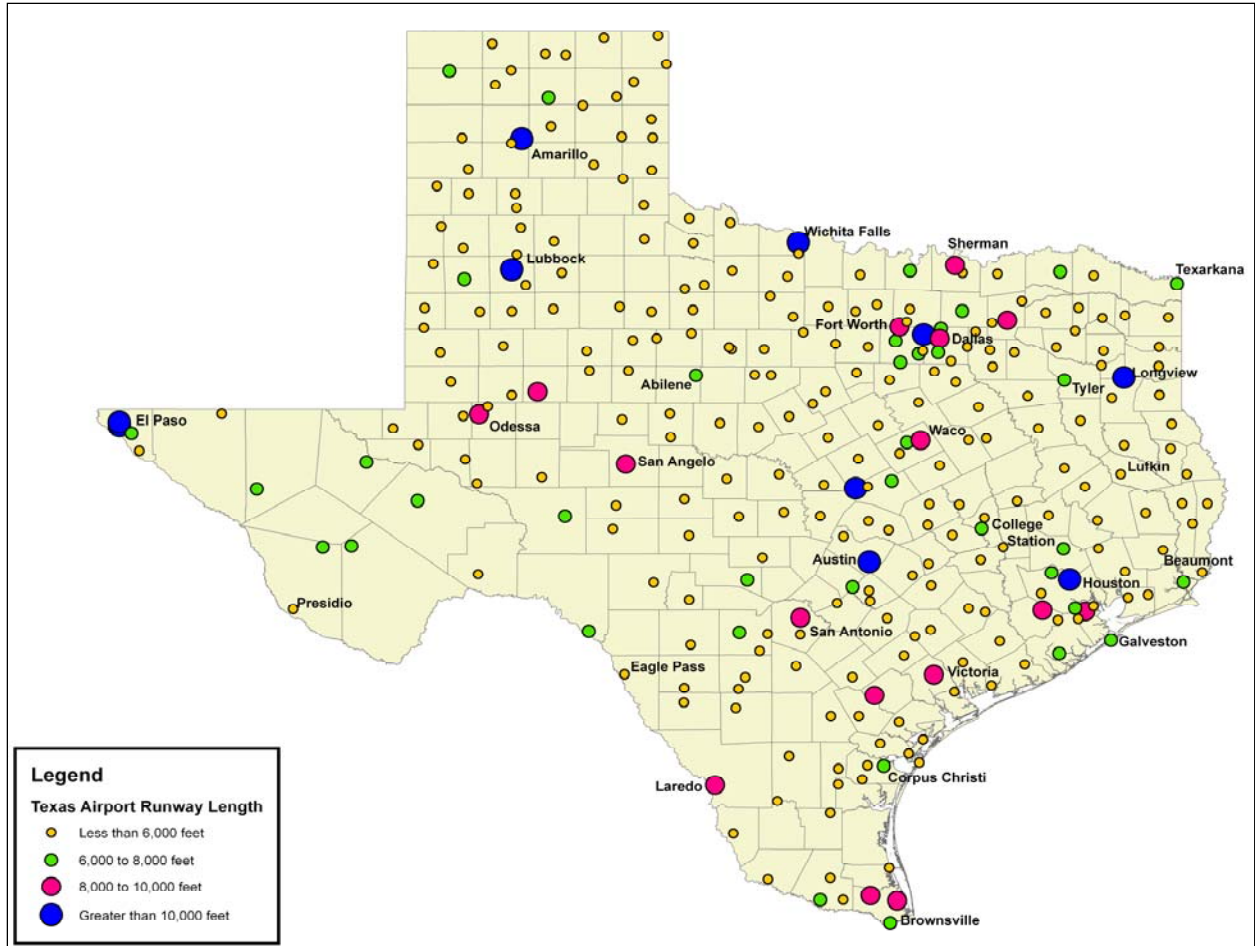 Amarillo
Lubbock
Wichita Falls
Sherman
Texarkana
Fort Worth
Dallas
Abilene
Tyler
Longview
El Paso
Odessa
Waco
San Angelo
Lufkin
College
Station
Austin
Beaumont
Houston
Presidio
San Antonio
Galveston
Eagle Pass
Victoria
Laredo
Corpus Christi
Brownsville
Legend
Texas Airport Runway Length
Less than 6,000 feet
6,000 to 8,000 feet
8,000 to 10,000 feet
Greater than 10,000 feet